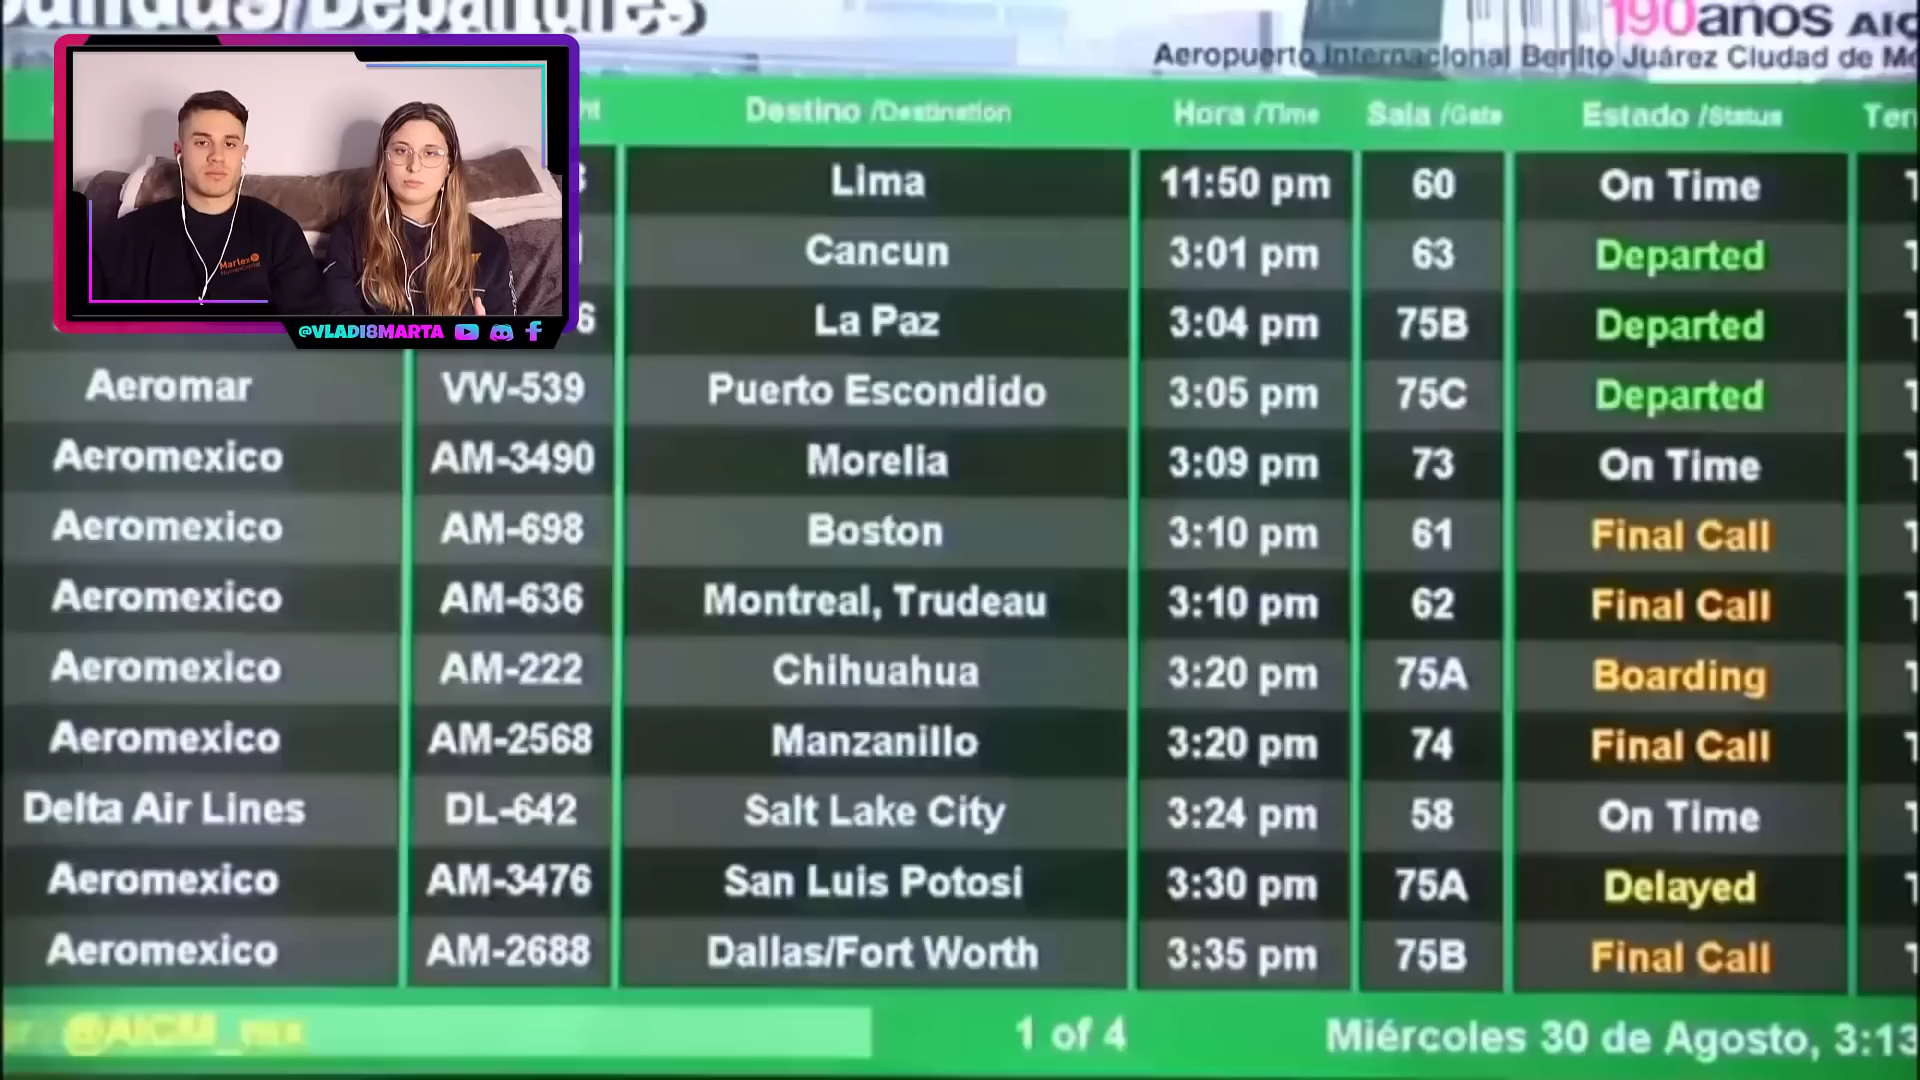 /Departures
190años AIC
Aeropuerto Internacional Benito Juárez Ciudad de Mé
Destino /Destination Hora /Time Sala /Gate Estado /Status Ter
Lima 11:50 pm 60 On Time T
Cancun 3:01 pm 63 Departed T
6 La Paz 3:04 pm 75B Departed T
Aeromar VW-539 Puerto Escondido 3:05 pm 75C Departed T
Aeromexico AM-3490 Morelia 3:09 pm 73 On Time T
Aeromexico AM-698 Boston 3:10 pm 61 Final Call T
Aeromexico AM-636 Montreal, Trudeau 3:10 pm 62 Final Call T
Aeromexico AM-222 Chihuahua 3:20 pm 75A Boarding T
Aeromexico AM-2568 Manzanillo 3:20 pm 74 Final Call T
Delta Air Lines DL-642 Salt Lake City 3:24 pm 58 On Time T
Aeromexico AM-3476 San Luis Potosi 3:30 pm 75A Delayed T
Aeromexico AM-2688 Dallas/Fort Worth 3:35 pm 75B Final Call T
@AICM_mx 1 of 4 Miércoles 30 de Agosto, 3:13
Marlex
@VLADI8MARTA